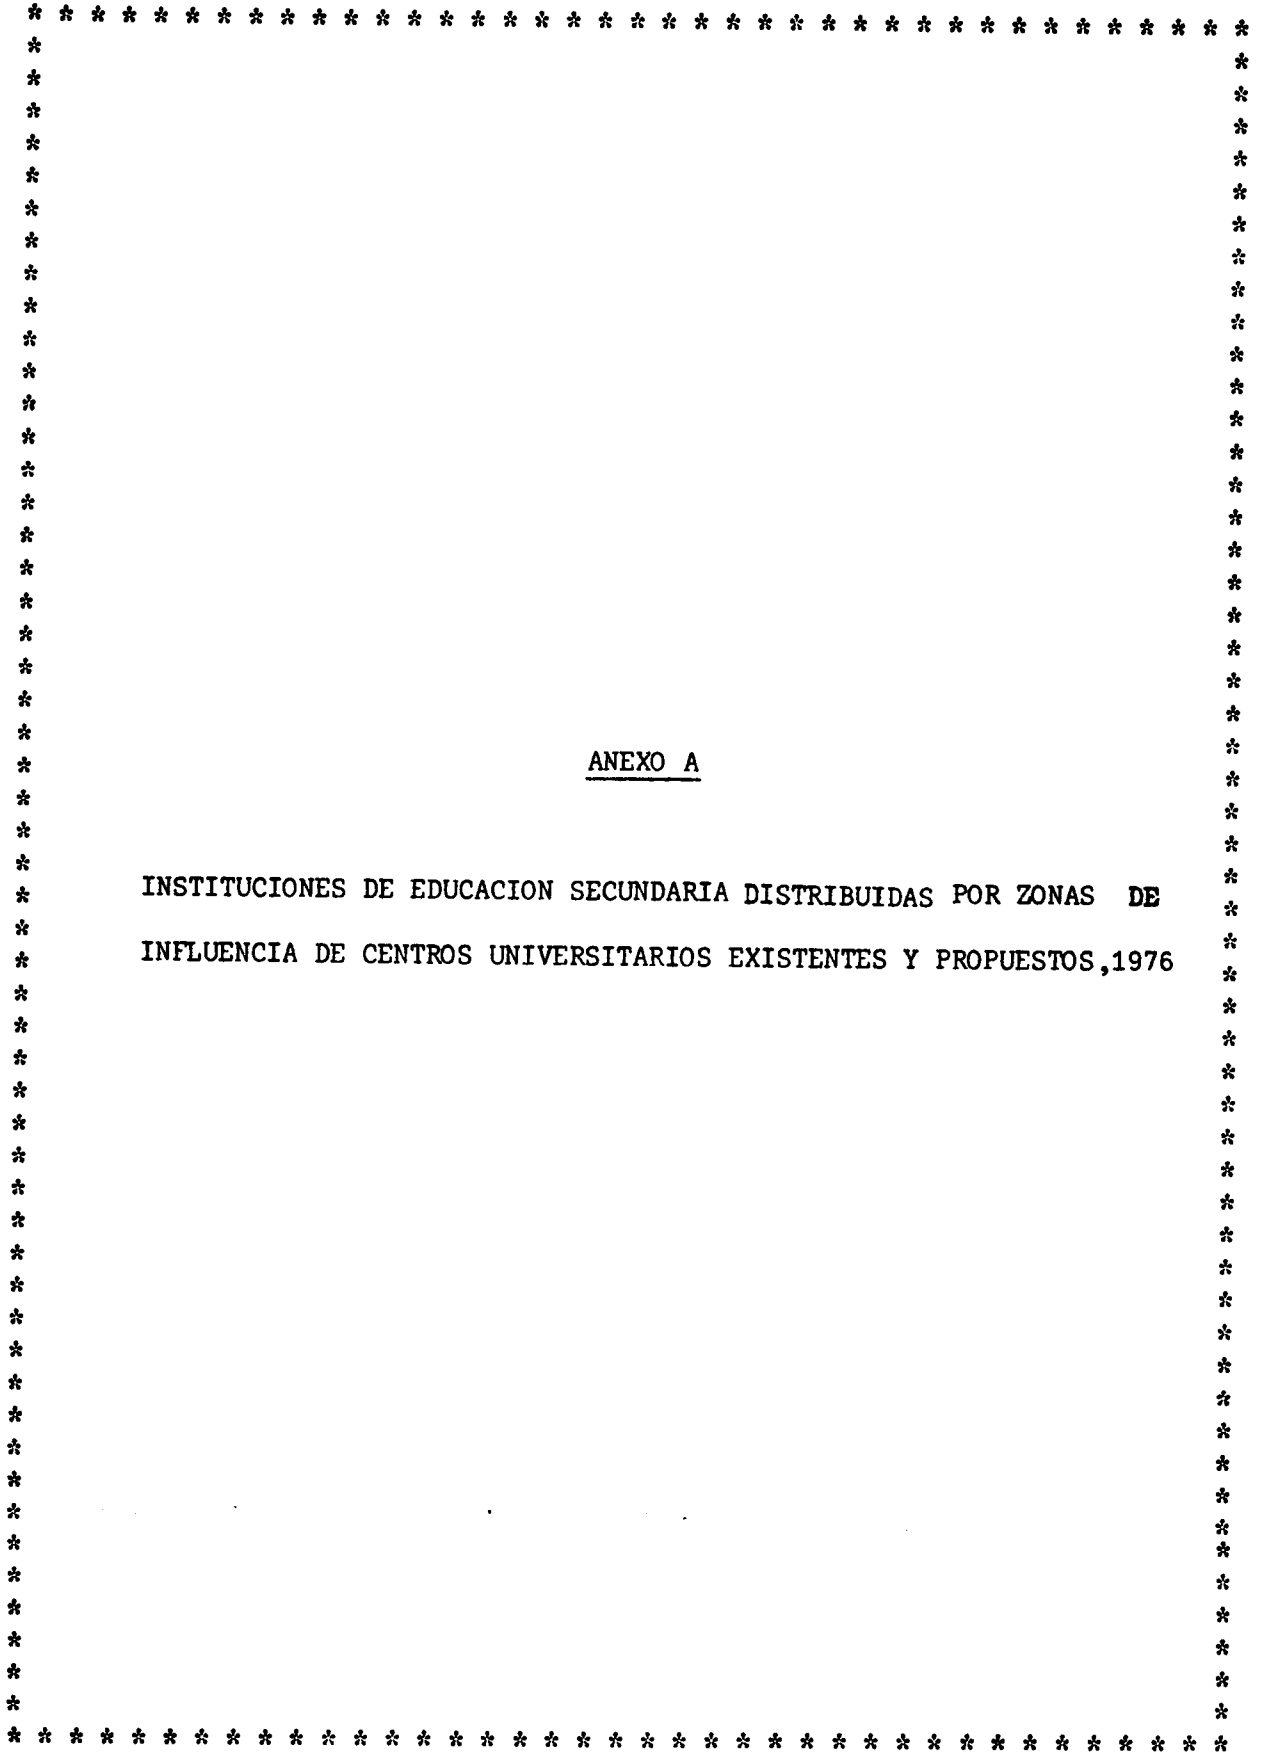 ANEXO A
INSTITUCIONES DE EDUCACION SECUNDARIA DISTRIBUIDAS POR ZONAS DE
INFLUENCIA DE CENTROS UNIVERSITARIOS EXISTENTES Y PROPUESTOS,1976